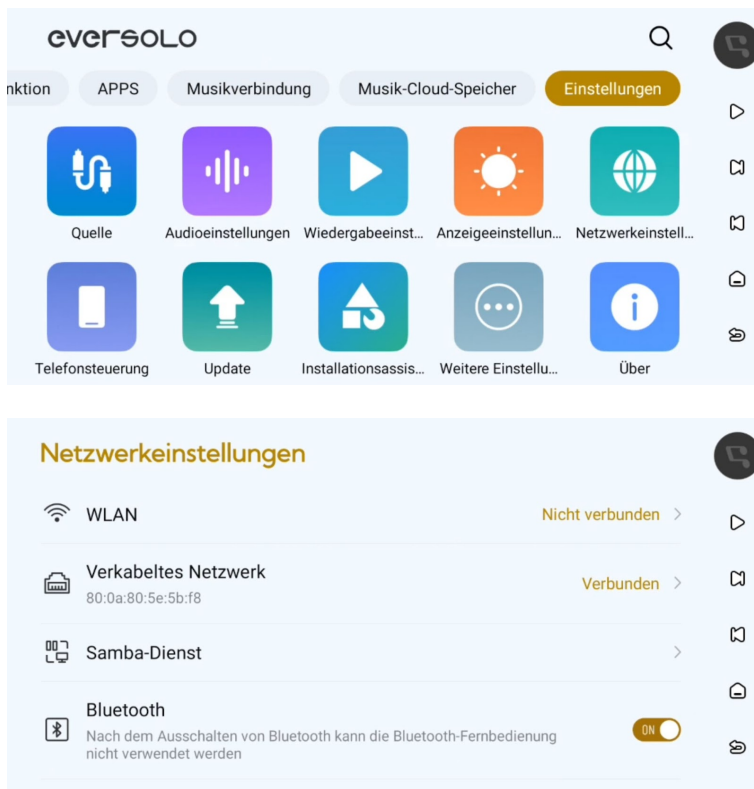 eversolo
nktion APPS Musikverbindung Musik-Cloud-Speicher Einstellungen
Quelle Audioeinstellungen Wiedergabeeinst... Anzeigeeinstellun... Netzwerkeinstell...
Telefonsteuerung Update Installationsassis... Weitere Einstellu... Über
Netzwerkeinstellungen
WLAN Nicht verbunden
Verkabeltes Netzwerk Verbunden
80:0a:80:5e:5b:f8
Samba-Dienst
Bluetooth
Nach dem Ausschalten von Bluetooth kann die Bluetooth-Fernbedienung ON
nicht verwendet werden